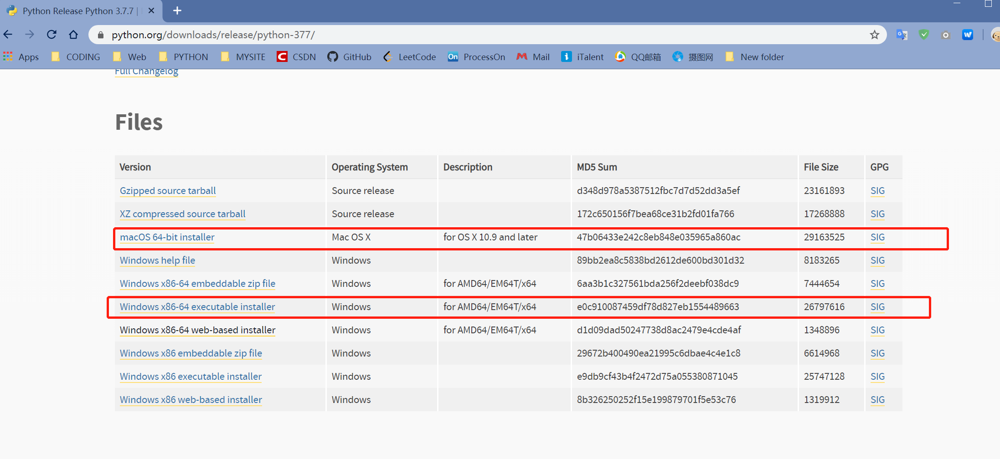 Python Release Python 3.7.7 |
python.org/downloads/release/python-377/
Apps CODING Web PYTHON MYSITE CSDN GitHub LeetCode On ProcessOn Mail iTalent QQ邮箱 摄图网 New folder
Full Changelog
Files
Version Operating System Description MD5 Sum File Size GPG
Gzipped source tarball Source release d348d978a5387512fbc7d7d52dd3a5ef 23161893 SIG
XZ compressed source tarball Source release 172c650156f7bea68ce31b2fd01fa766 17268888 SIG
macOS 64-bit installer Mac OS X for OS X 10.9 and later 47b06433e242c8eb848e035965a860ac 29163525 SIG
Windows help file Windows 89bb2ea8c5838bd2612de600bd301d32 8183265 SIG
Windows x86-64 embeddable zip file Windows for AMD64/EM64T/x64 6aa3b1c327561bda256f2deebf038dc9 7444654 SIG
Windows x86-64 executable installer Windows for AMD64/EM64T/x64 e0c910087459df78d827eb1554489663 26797616 SIG
Windows x86-64 web-based installer Windows for AMD64/EM64T/x64 d1d09dad50247738d8ac2479e4cde4af 1348896 SIG
Windows x86 embeddable zip file Windows 29672b400490ea21995c6dbae4c4e1c8 6614968 SIG
Windows x86 executable installer Windows e9db9cf43b4f2472d75a055380871045 25747128 SIG
Windows x86 web-based installer Windows 8b326250252f15e199879701f5e53c76 1319912 SIG